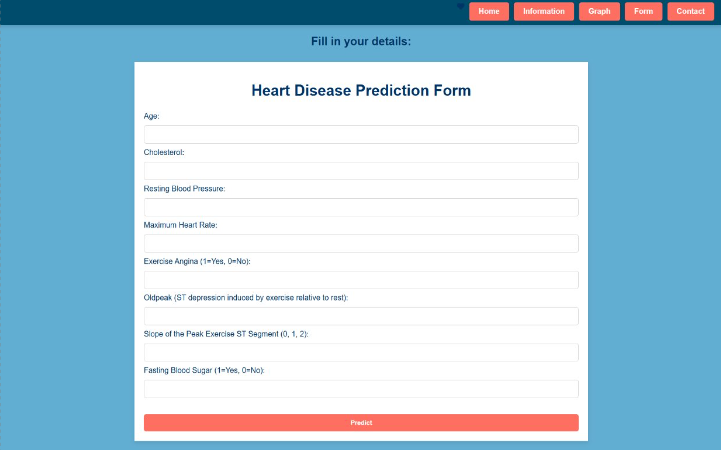 Home Information Graph Form Contact
Fill in your details:
Heart Disease Prediction Form
Age:
Cholesterol:
Resting Blood Pressure:
Maximum Heart Rate:
Exercise Angina (1=Yes, 0=No):
Oldpeak (ST depression induced by exercise relative to rest):
Slope of the Peak Exercise ST Segment (0, 1, 2):
Fasting Blood Sugar (1=Yes, 0=No):
Predict